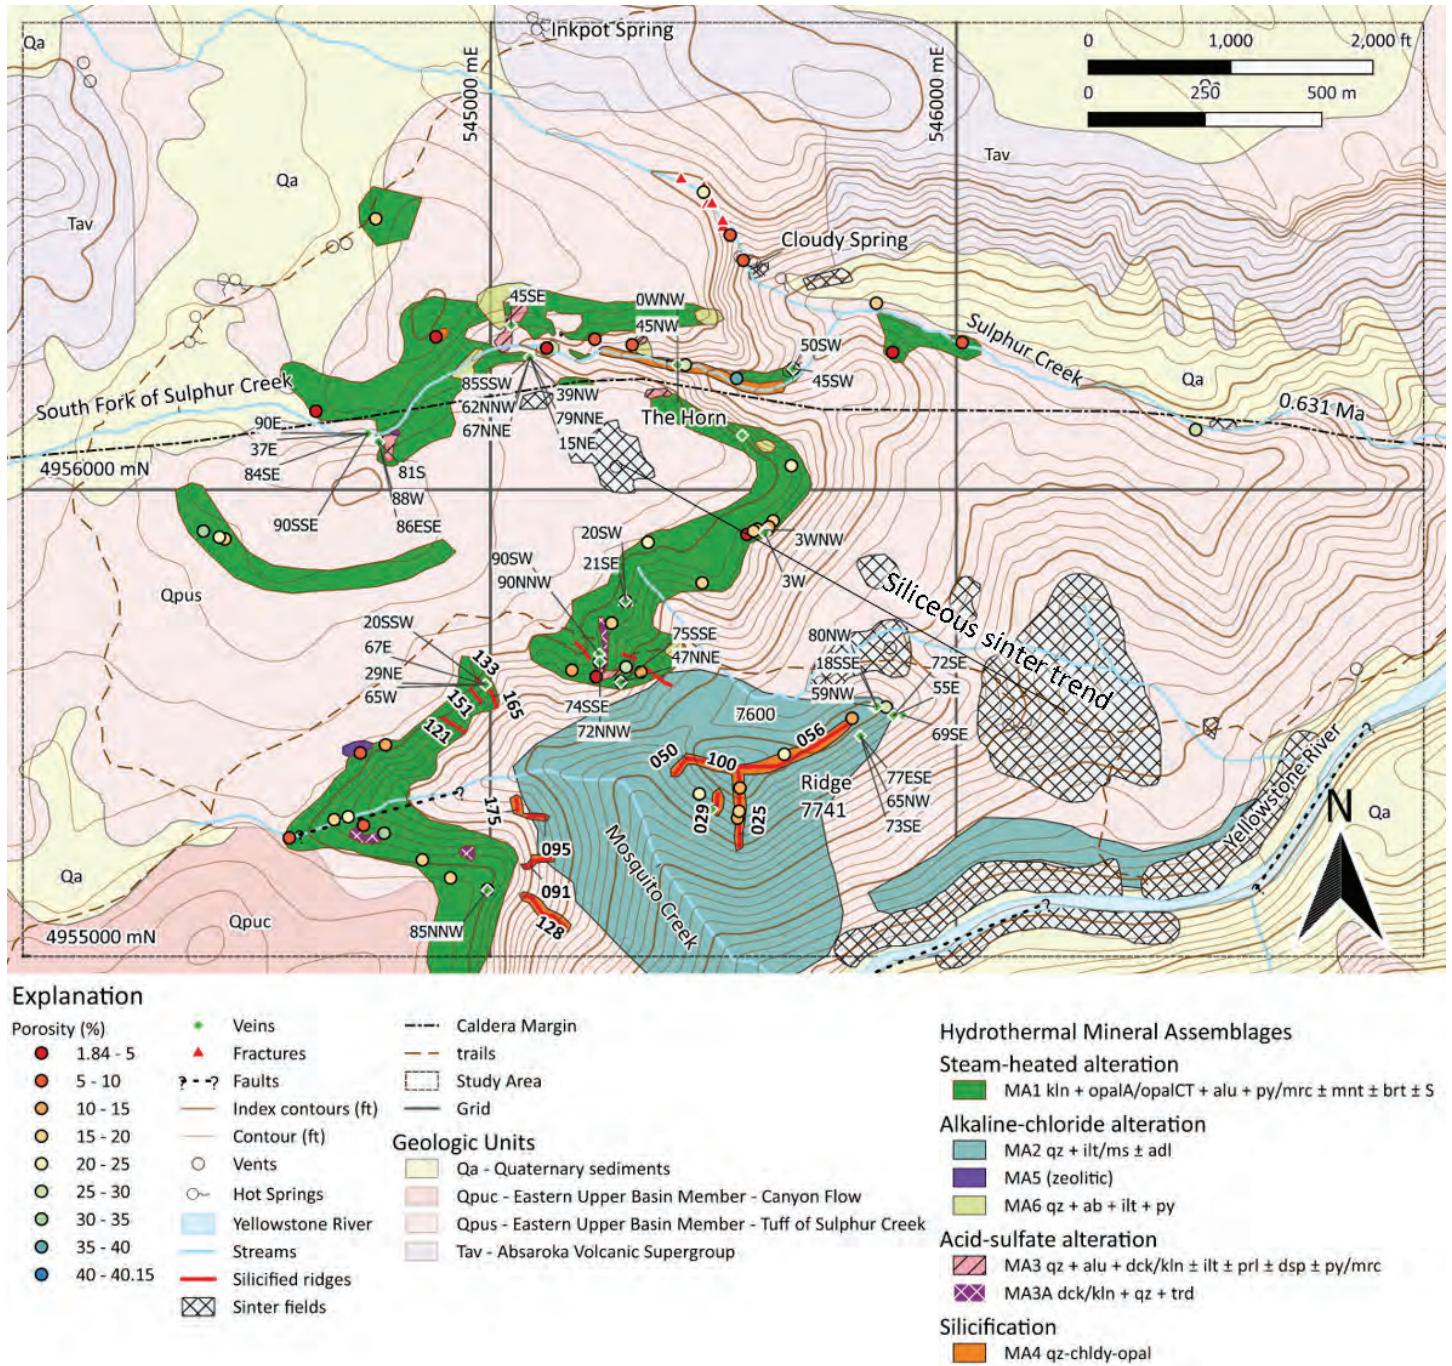 Inkpot Spring
Qa
0 1,000 2,000 ft
0 250 500 m
545000 mE
546000 mE
Tav
Qa
Tav
Cloudy Spring
45SE
0WNW
45NW
50SW
45SW
Sulphur Creek
Qa
0.631 Ma
South Fork of Sulphur Creek
85SSW
62NNW
67NNE
39NW
79NNE
15NE
The Horn
90E
37E
84SE
4956000 mN
81S
88W
86ESE
90SSE
3WNW
3W
20SW
21SE
90SW
90NNW
Qpus
Siliceous sinter trend
20SSW
67E
29NE
65W
133
165
151
121
75SSE
47NNE
74SSE
72NNW
80NW
18SSE
59NW
72SE
55E
69SE
7600
050
100
056
029
025
Ridge
7741
77ESE
65NW
73SE
175
095
091
128
Mosquito Creek
Yellowstone River
N
Qa
Qa
Qpuc
4955000 mN
85NNW
?
?
?
?
Explanation
Porosity (%)
1.84 - 5
5 - 10
10 - 15
15 - 20
20 - 25
25 - 30
30 - 35
35 - 40
40 - 40.15
Veins
Fractures
? ? Faults
Index contours (ft)
Contour (ft)
Vents
Hot Springs
Yellowstone River
Streams
Silicified ridges
Sinter fields
Caldera Margin
trails
Study Area
Grid
Geologic Units
Qa - Quaternary sediments
Qpuc - Eastern Upper Basin Member - Canyon Flow
Qpus - Eastern Upper Basin Member - Tuff of Sulphur Creek
Tav - Absaroka Volcanic Supergroup
Hydrothermal Mineral Assemblages
Steam-heated alteration
MA1 kln + opalA/opalCT + alu + py/mrc ± mnt ± brt ± S
Alkaline-chloride alteration
MA2 qz + ilt/ms ± adl
MA5 (zeolitic)
MA6 qz + ab + ilt + py
Acid-sulfate alteration
MA3 qz + alu + dck/kln ± ilt ± prl ± dsp ± py/mrc
MA3A dck/kln + qz + trd
Silicification
MA4 qz-chldy-opal